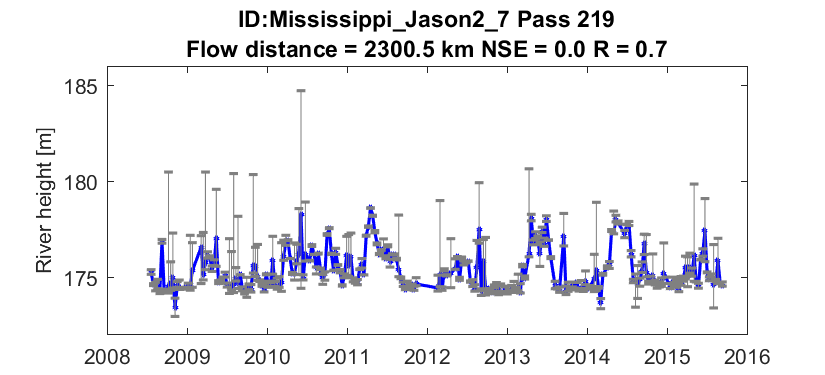 ID:Mississippi_Jason2_7 Pass 219
Flow distance = 2300.5 km NSE = 0.0 R = 0.7
River height [m]
185
180
175
2008 2009 2010 2011 2012 2013 2014 2015 2016